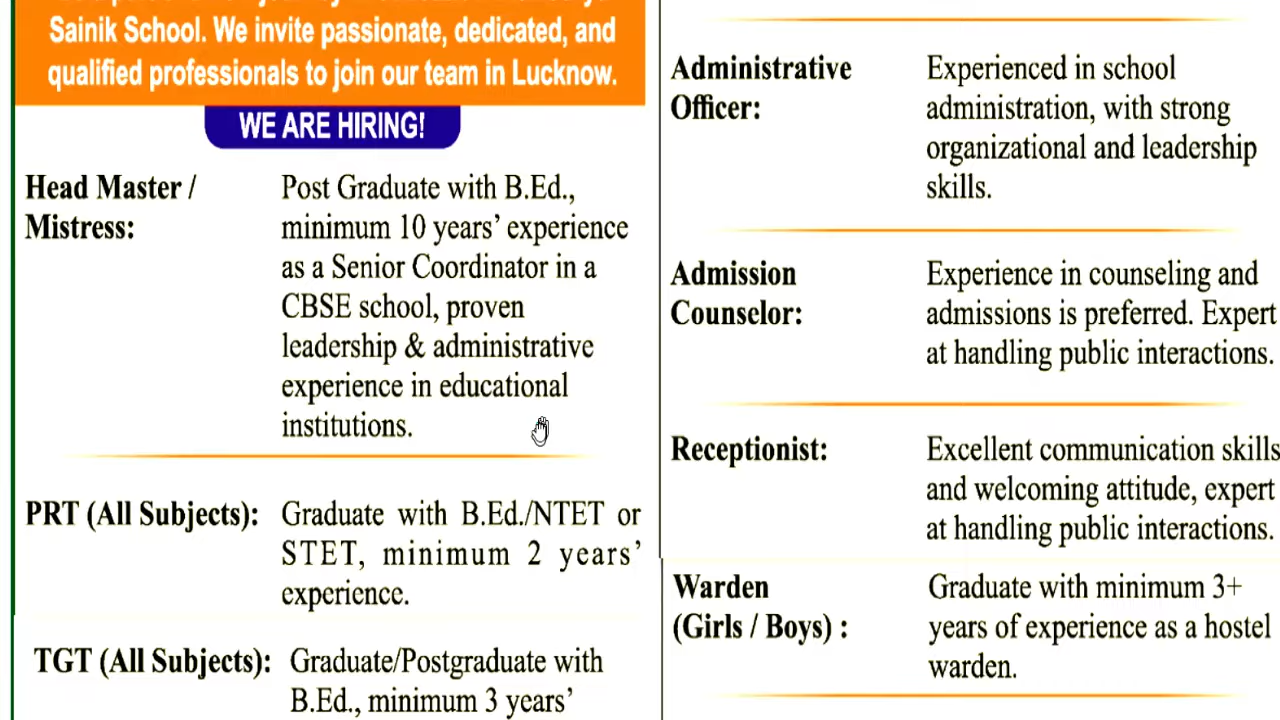 Sainik School. We invite passionate, dedicated, and
qualified professionals to join our team in Lucknow.
WE ARE HIRING!
Head Master /
Mistress:
Post Graduate with B.Ed.,
minimum 10 years’ experience
as a Senior Coordinator in a
CBSE school, proven
leadership & administrative
experience in educational
institutions.
PRT (All Subjects):
Graduate with B.Ed./NTET or
STET, minimum 2 years’
experience.
TGT (All Subjects):
Graduate/Postgraduate with
B.Ed., minimum 3 years’
Administrative
Officer:
Experienced in school
administration, with strong
organizational and leadership
skills.
Admission
Counselor:
Experience in counseling and
admissions is preferred. Expert
at handling public interactions.
Receptionist:
Excellent communication skills
and welcoming attitude, expert
at handling public interactions.
Warden
(Girls / Boys) :
Graduate with minimum 3+
years of experience as a hostel
warden.